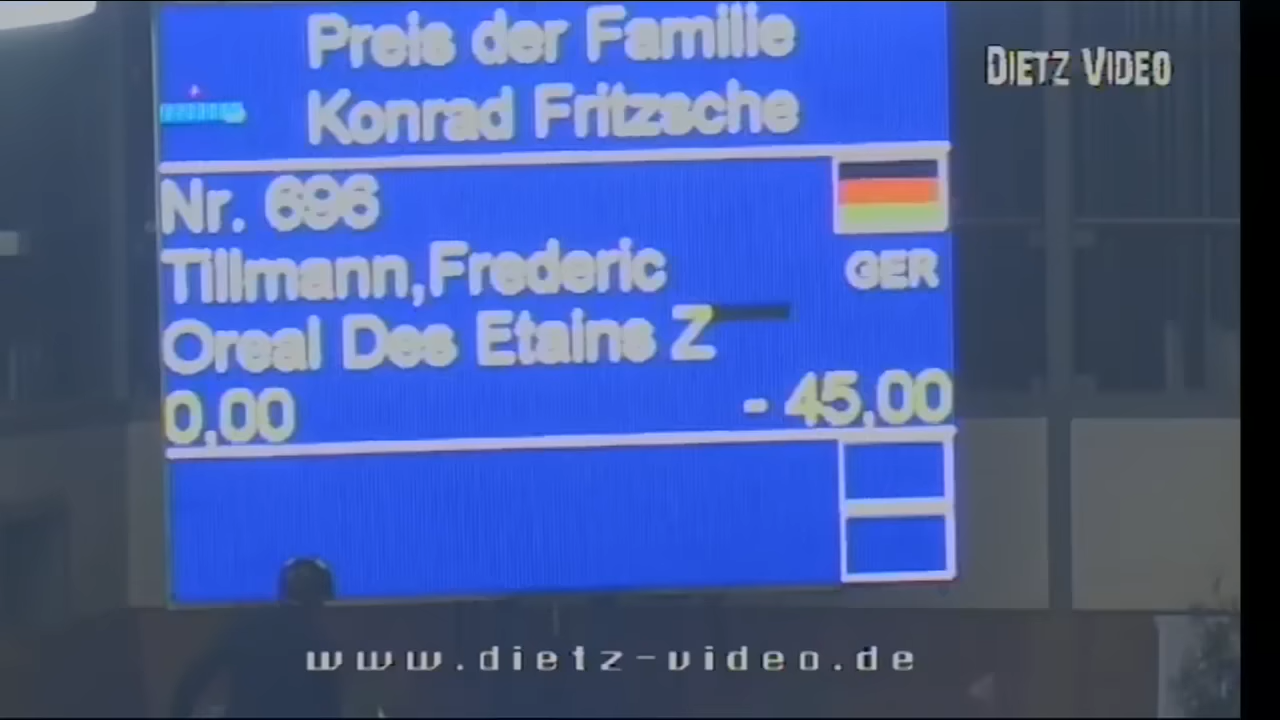 Preis der Familie
Konrad Fritzsche
DIETZ VIDEO
Nr. 696
Tillmann,Frederic
GER
Oreal Des Etains Z
0,00 - 45,00
www.dietz-video.de